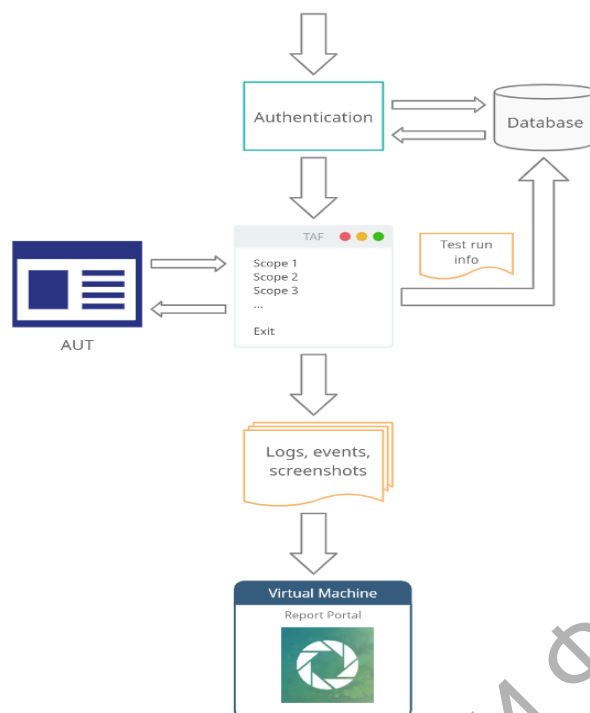 Authentication
Database
TAF
Scope 1
Scope 2
Scope 3
...
Exit
Test run
info
AUT
Logs, events,
screenshots
Virtual Machine
Report Portal